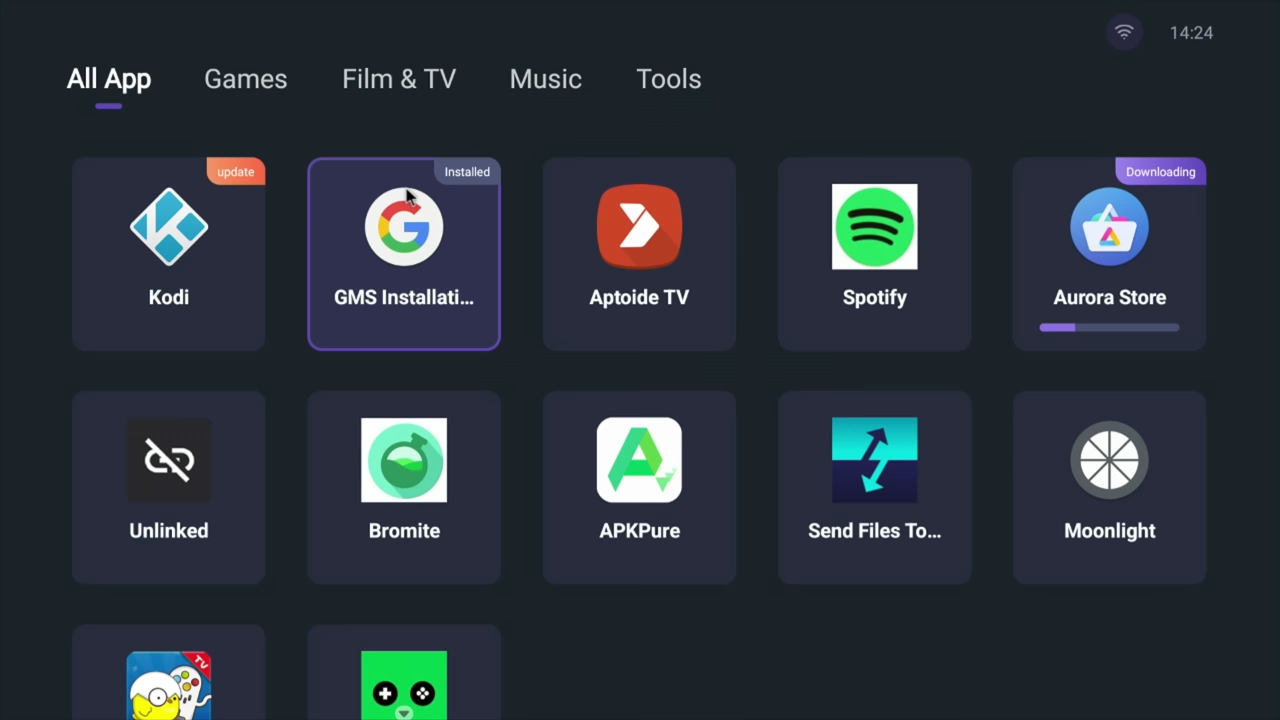 14:24
All App Games Film & TV Music Tools
update
Installed
Downloading
Kodi
GMS Installati...
Aptoide TV
Spotify
Aurora Store
Unlinked
Bromite
APKPure
Send Files To...
Moonlight
TV